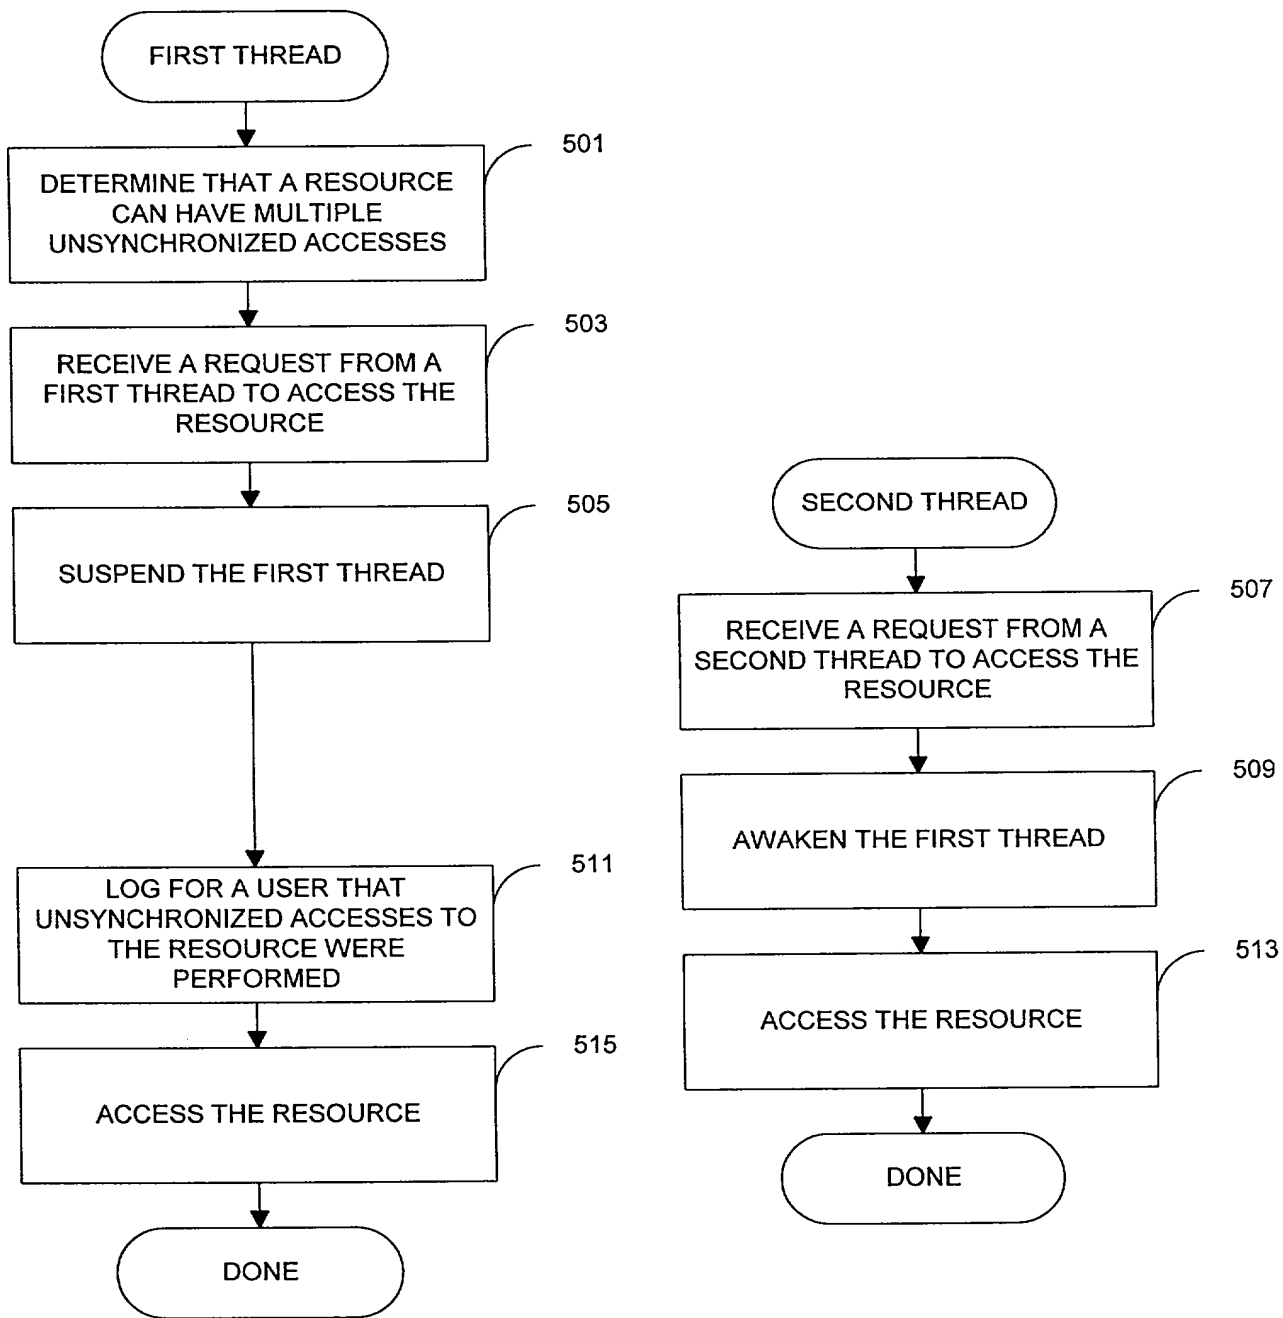 FIRST THREAD
501
DETERMINE THAT A RESOURCE
CAN HAVE MULTIPLE
UNSYNCHRONIZED ACCESSES
503
RECEIVE A REQUEST FROM A
FIRST THREAD TO ACCESS THE
RESOURCE
505
SUSPEND THE FIRST THREAD
SECOND THREAD
507
RECEIVE A REQUEST FROM A
SECOND THREAD TO ACCESS THE
RESOURCE
509
AWAKEN THE FIRST THREAD
511
LOG FOR A USER THAT
UNSYNCHRONIZED ACCESSES TO
THE RESOURCE WERE
PERFORMED
513
ACCESS THE RESOURCE
515
ACCESS THE RESOURCE
DONE
DONE